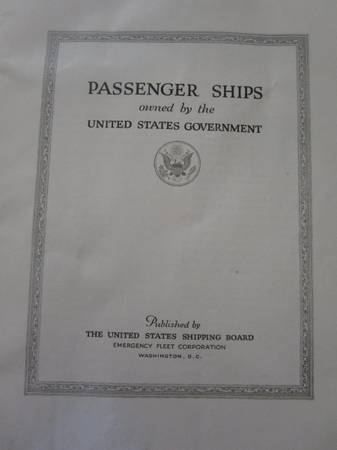 PASSENGER SHIPS
owned by the
UNITED STATES GOVERNMENT
Published by
THE UNITED STATES SHIPPING BOARD
EMERGENCY FLEET CORPORATION
WASHINGTON, D.C.